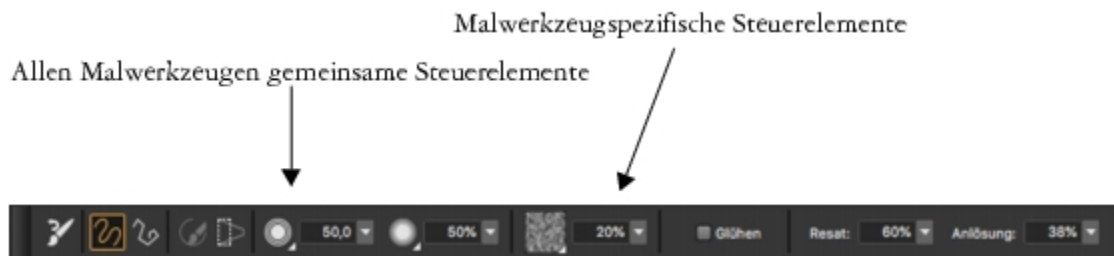 Malwerkzeugspezifische Steuerelemente
Allen Malwerkzeugen gemeinsame Steuerelemente
50,0 50% 20% Glühen Resat: 60% Anlösung: 38%